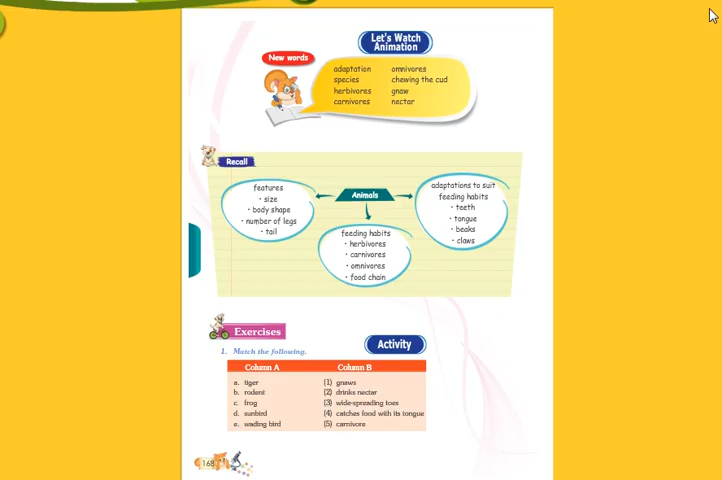 Let's Watch
Animation
New words
adaptation omnivores
species chewing the cud
herbivores gnaw
carnivores nectar
Recall
Animals
features
• size
• body shape
• number of legs
• tail
feeding habits
• herbivores
• carnivores
• omnivores
• food chain
adaptations to suit
feeding habits
• teeth
• tongue
• beaks
• claws
Exercises
Activity
1. Match the following.
Column A Column B
a. tiger (1) gnaws
b. rodent (2) drinks nectar
c. frog (3) wide-spreading toes
d. sunbird (4) catches food with its tongue
e. wading bird (5) carnivore
168